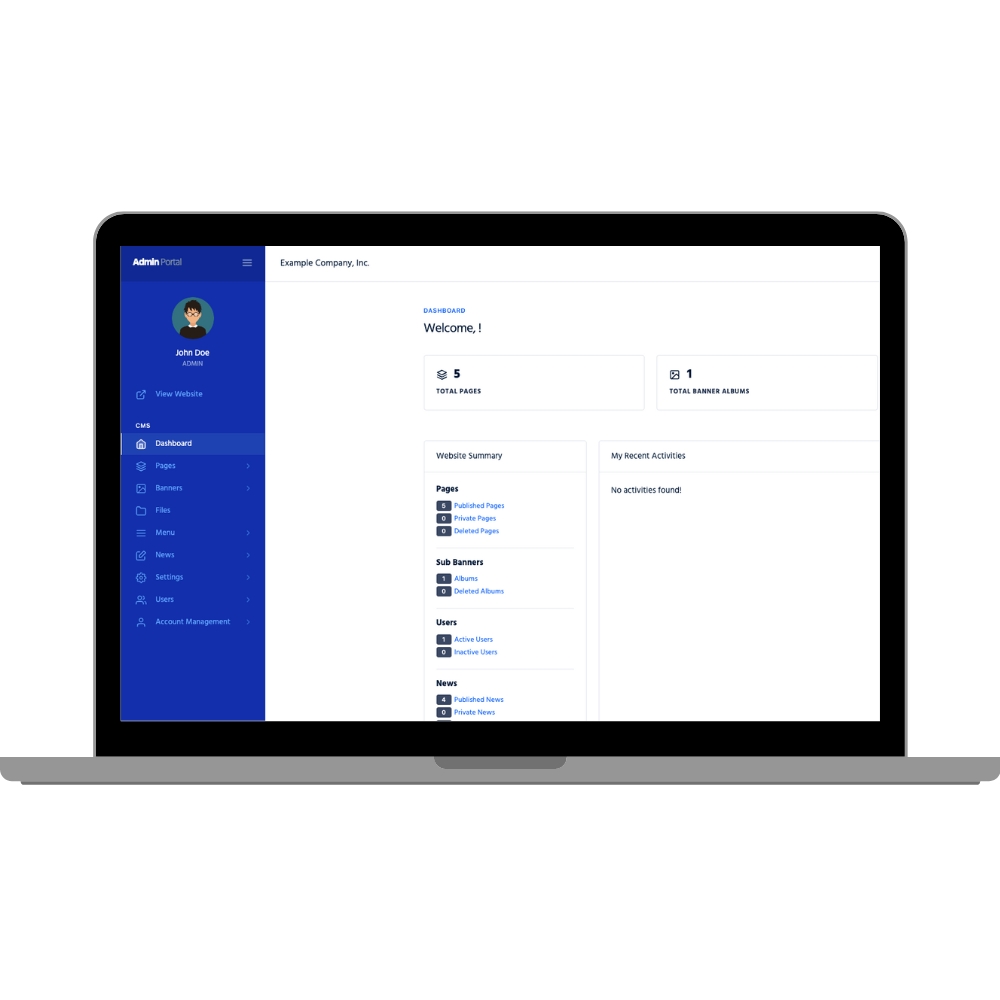 Admin Portal
Example Company, Inc.
John Doe
ADMIN
View Website
CMS
Dashboard
Pages
Banners
Files
Menu
News
Settings
Users
Account Management
DASHBOARD
Welcome, !
5
TOTAL PAGES
1
TOTAL BANNER ALBUMS
Website Summary
Pages
5 Published Pages
0 Private Pages
0 Deleted Pages
Sub Banners
1 Albums
0 Deleted Albums
Users
1 Active Users
0 Inactive Users
News
4 Published News
0 Private News
My Recent Activities
No activities found!